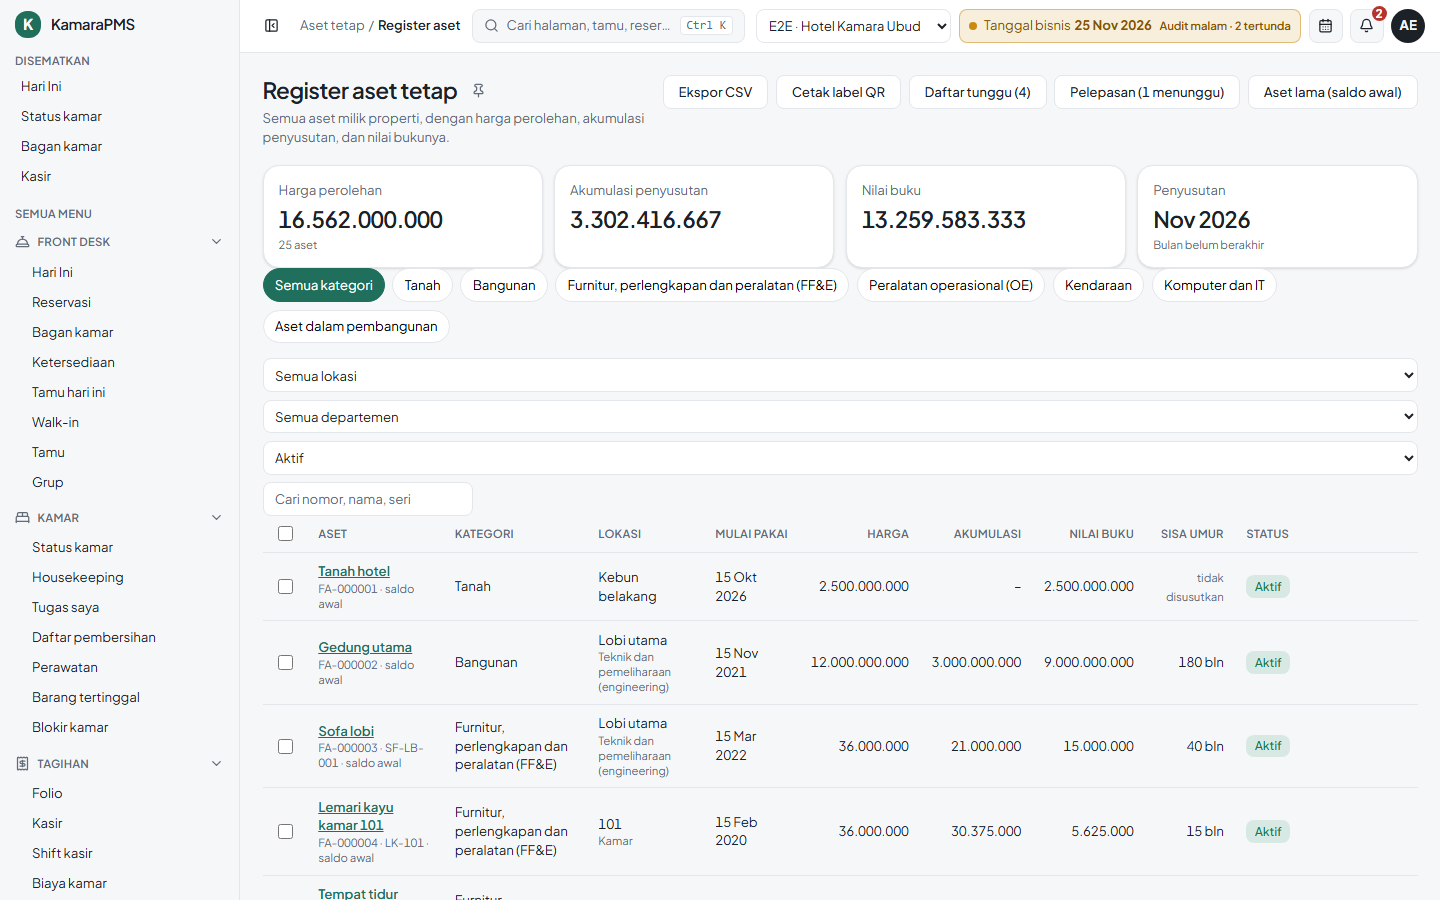 K KamaraPMS
DISEMATKAN
Hari Ini
Status kamar
Bagan kamar
Kasir
SEMUA MENU
FRONT DESK
Hari Ini
Reservasi
Bagan kamar
Ketersediaan
Tamu hari ini
Walk-in
Tamu
Grup
KAMAR
Status kamar
Housekeeping
Tugas saya
Daftar pembersihan
Perawatan
Barang tertinggal
Blokir kamar
TAGIHAN
Folio
Kasir
Shift kasir
Biaya kamar
Aset tetap / Register aset
Cari halaman, tamu, reser... Ctrl K
E2E · Hotel Kamara Ubud
Tanggal bisnis 25 Nov 2026 Audit malam · 2 tertunda
2
AE
Register aset tetap
Semua aset milik properti, dengan harga perolehan, akumulasi
penyusutan, dan nilai bukunya.
Ekspor CSV
Cetak label QR
Daftar tunggu (4)
Pelepasan (1 menunggu)
Aset lama (saldo awal)
Harga perolehan
16.562.000.000
25 aset
Akumulasi penyusutan
3.302.416.667
Nilai buku
13.259.583.333
Penyusutan
Nov 2026
Bulan belum berakhir
Semua kategori
Tanah
Bangunan
Furnitur, perlengkapan dan peralatan (FF&E)
Peralatan operasional (OE)
Kendaraan
Komputer dan IT
Aset dalam pembangunan
Semua lokasi
Semua departemen
Aktif
Cari nomor, nama, seri
ASET KATEGORI LOKASI MULAI PAKAI HARGA AKUMULASI NILAI BUKU SISA UMUR STATUS
Tanah hotel
FA-000001 · saldo
awal
Tanah
Kebun
belakang
15 Okt
2026
2.500.000.000
–
2.500.000.000
tidak
disusutkan
Aktif
Gedung utama
FA-000002 · saldo
awal
Bangunan
Lobi utama
Teknik dan
pemeliharaan
(engineering)
15 Nov
2021
12.000.000.000
3.000.000.000
9.000.000.000
180 bln
Aktif
Sofa lobi
FA-000003 · SF-LB-
001 · saldo awal
Furnitur,
perlengkapan dan
peralatan (FF&E)
Lobi utama
Teknik dan
pemeliharaan
(engineering)
15 Mar
2022
36.000.000
21.000.000
15.000.000
40 bln
Aktif
Lemari kayu
kamar 101
FA-000004 · LK-101 ·
saldo awal
Furnitur,
perlengkapan dan
peralatan (FF&E)
101
Kamar
15 Feb
2020
36.000.000
30.375.000
5.625.000
15 bln
Aktif
Tempat tidur
Furnitur,